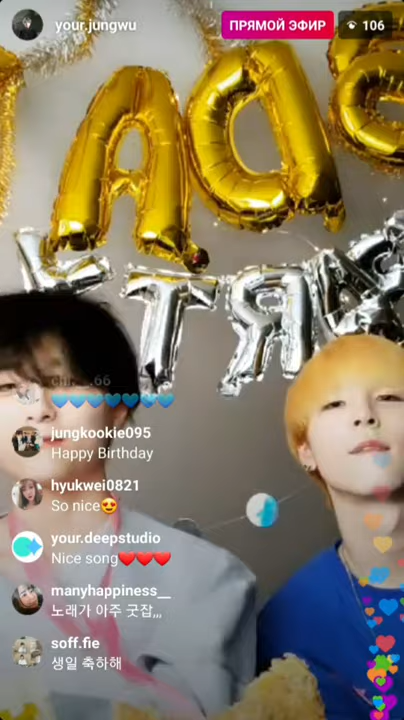 your.jungwu
ПРЯМОЙ ЭФИР
106
Happy Birthday
jungkookie095
hyukwei0821
So nice😍
your.deepstudio
Nice song❤️❤️❤️
manyhappiness__
노래가 아주 굿잡,,,
soff.fie
생일 축하해